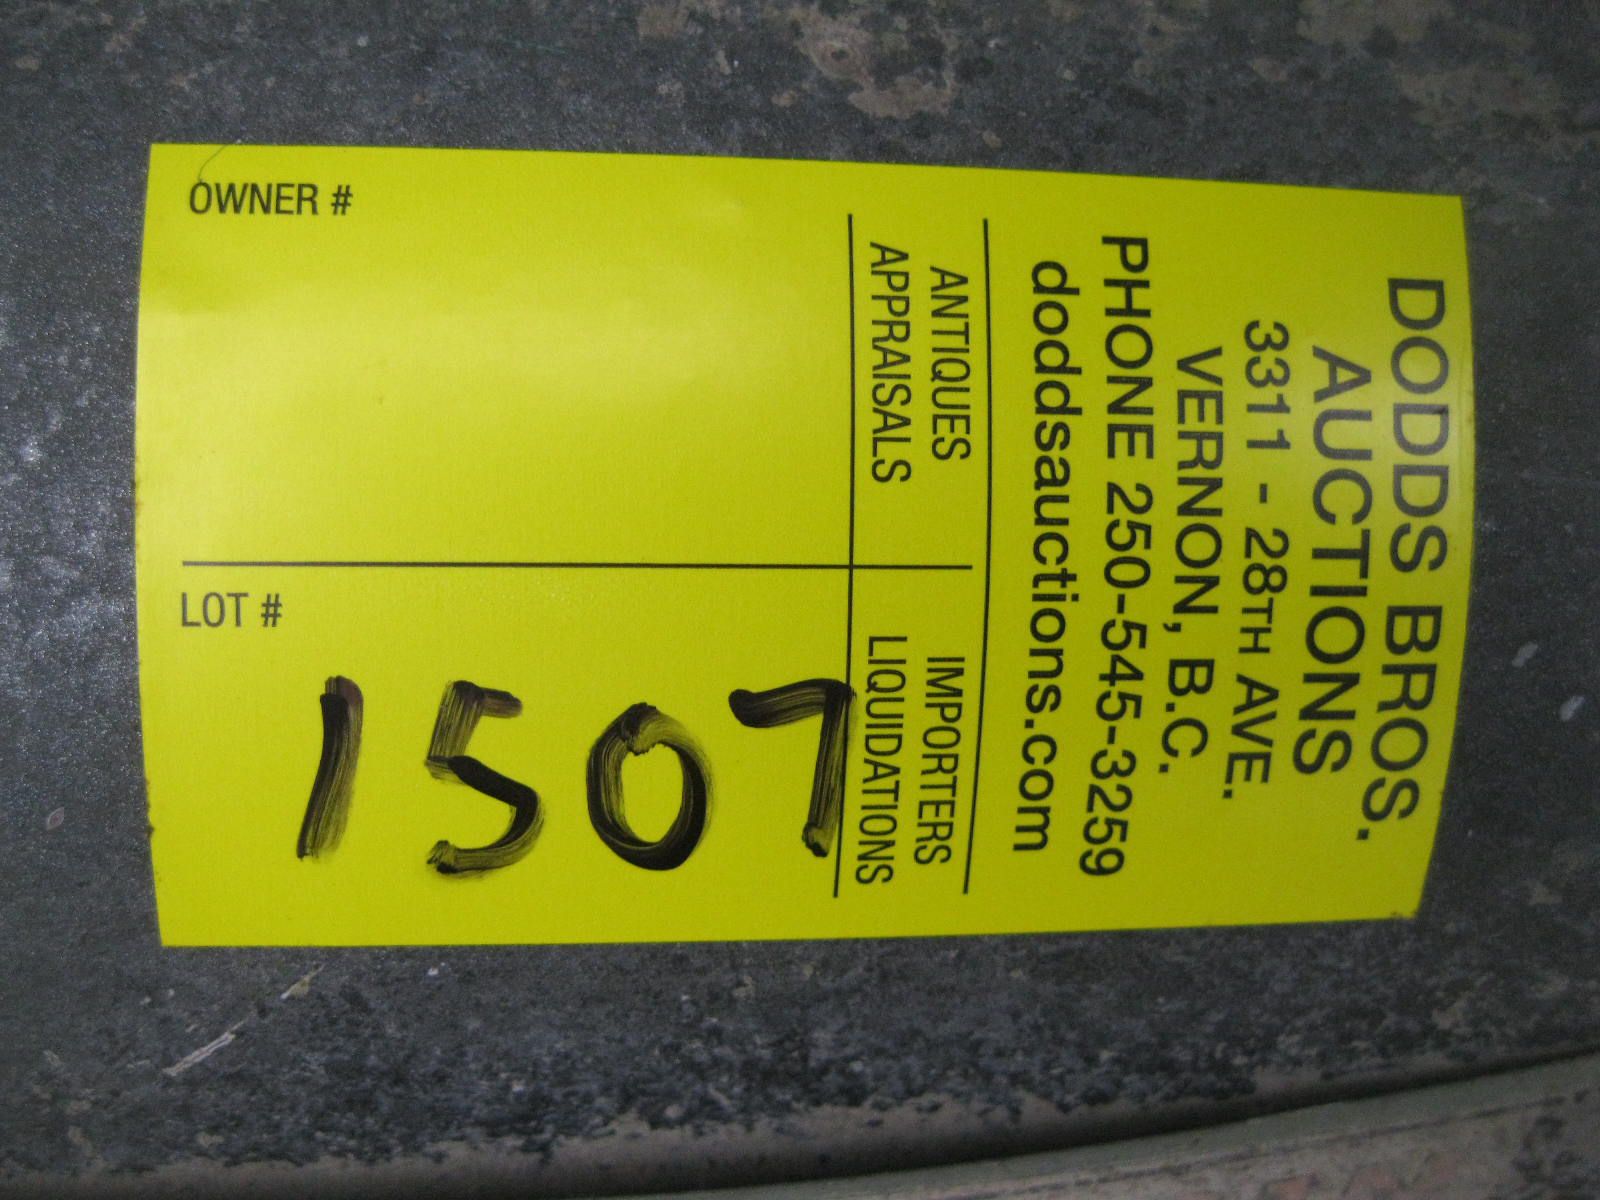 DODDS BROS.
AUCTIONS
3311 - 28TH AVE.
VERNON, B.C.
PHONE 250-545-3259
doddsauctions.com
ANTIQUES
APPRAISALS
IMPORTERS
LIQUIDATIONS
OWNER #
LOT #
1507